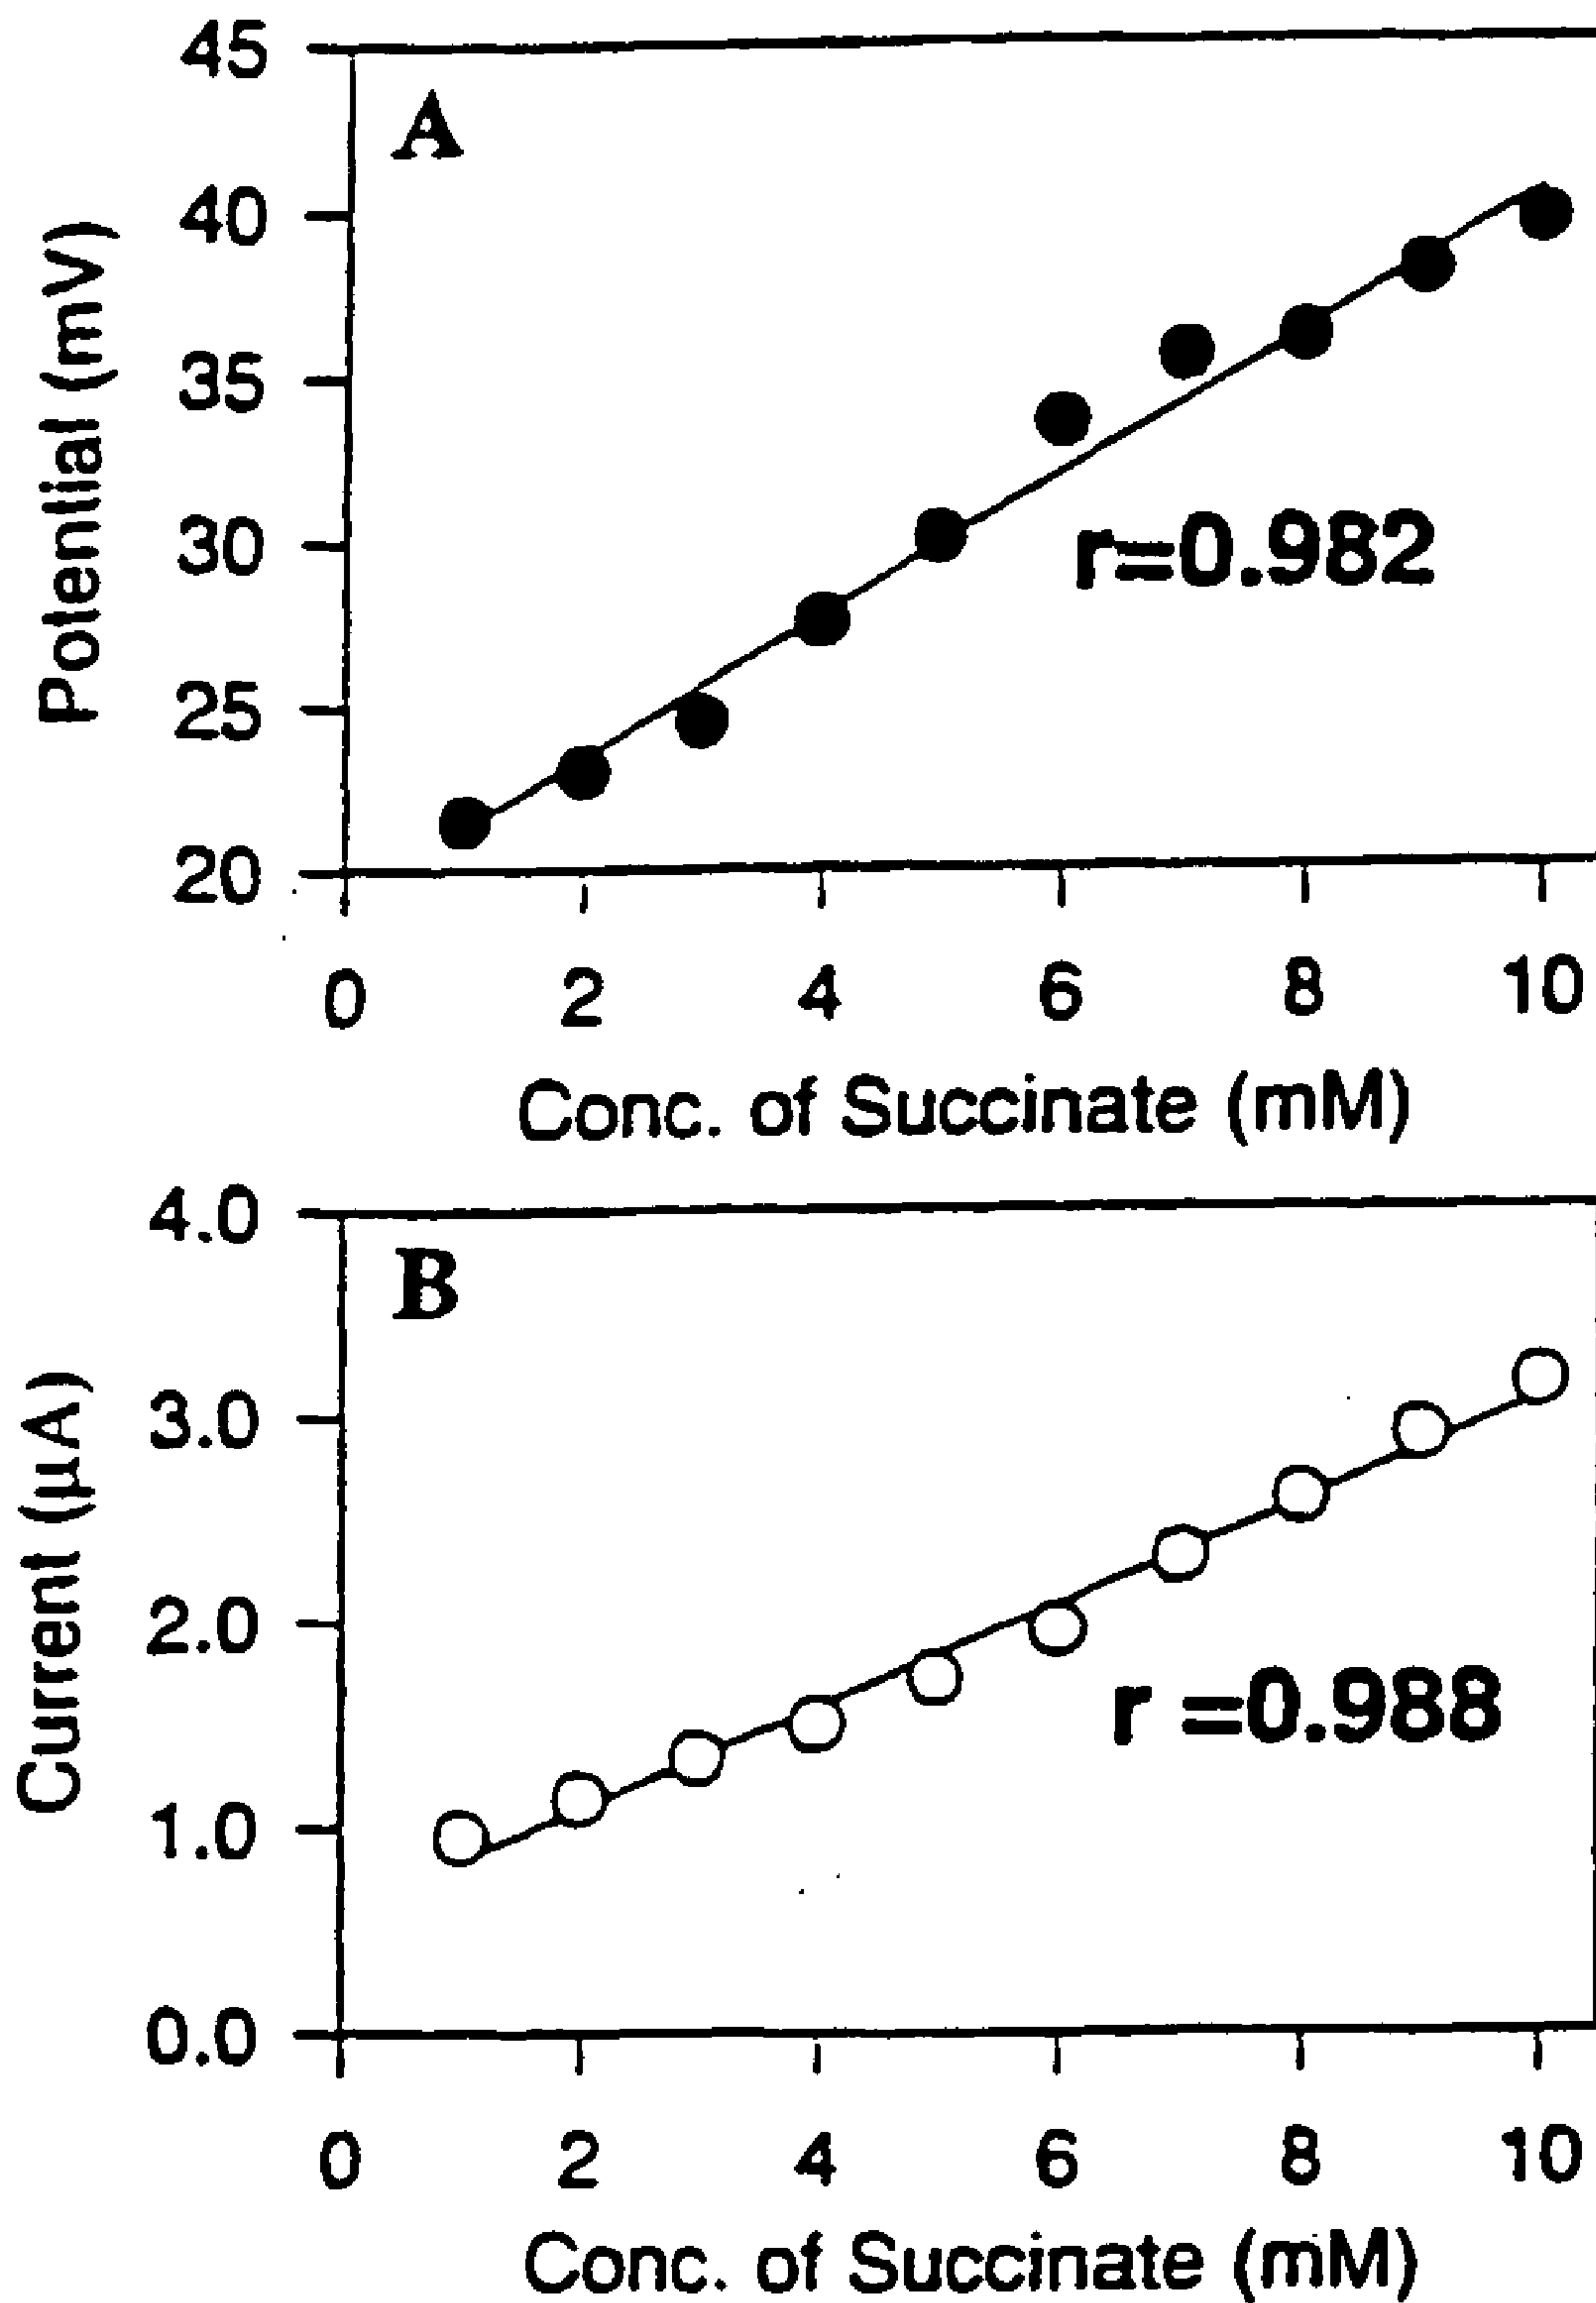 45
A
40
35
30
25
20
Potential (mV)
r=0.982
0 2 4 6 8 10
Conc. of Succinate (mM)
4.0
B
3.0
2.0
1.0
0.0
Current (µA)
r =0.988
0 2 4 6 8 10
Conc. of Succinate (mM)